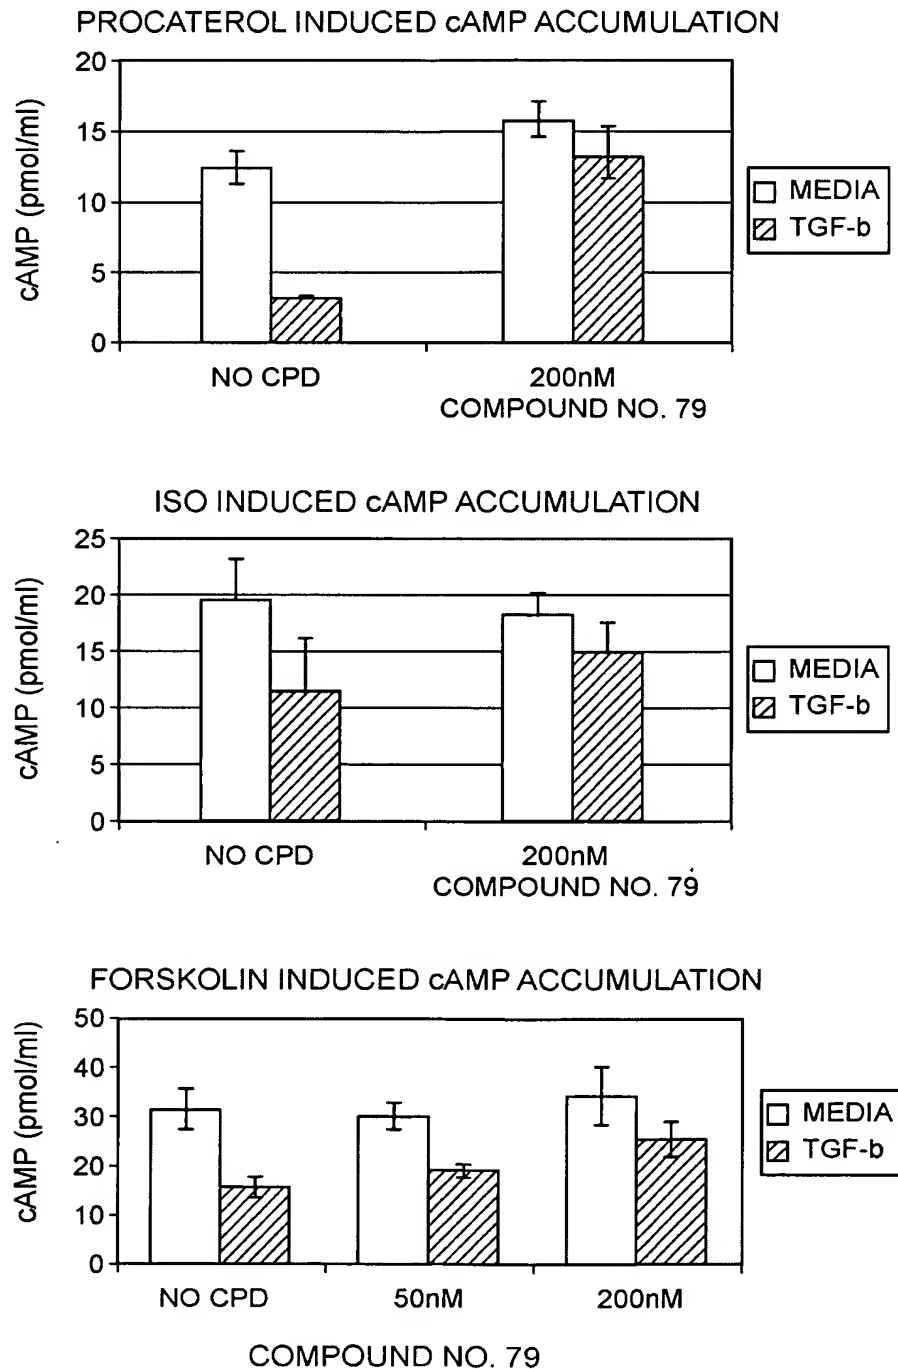 PROCATEROL INDUCED cAMP ACCUMULATION
20
15
10
5
0
cAMP (pmol/ml)
NO CPD
200nM
COMPOUND NO. 79
MEDIA
TGF-b
ISO INDUCED cAMP ACCUMULATION
25
20
15
10
5
0
cAMP (pmol/ml)
NO CPD
200nM
COMPOUND NO. 79
MEDIA
TGF-b
FORSKOLIN INDUCED cAMP ACCUMULATION
50
40
30
20
10
0
cAMP (pmol/ml)
NO CPD
50nM
200nM
COMPOUND NO. 79
MEDIA
TGF-b